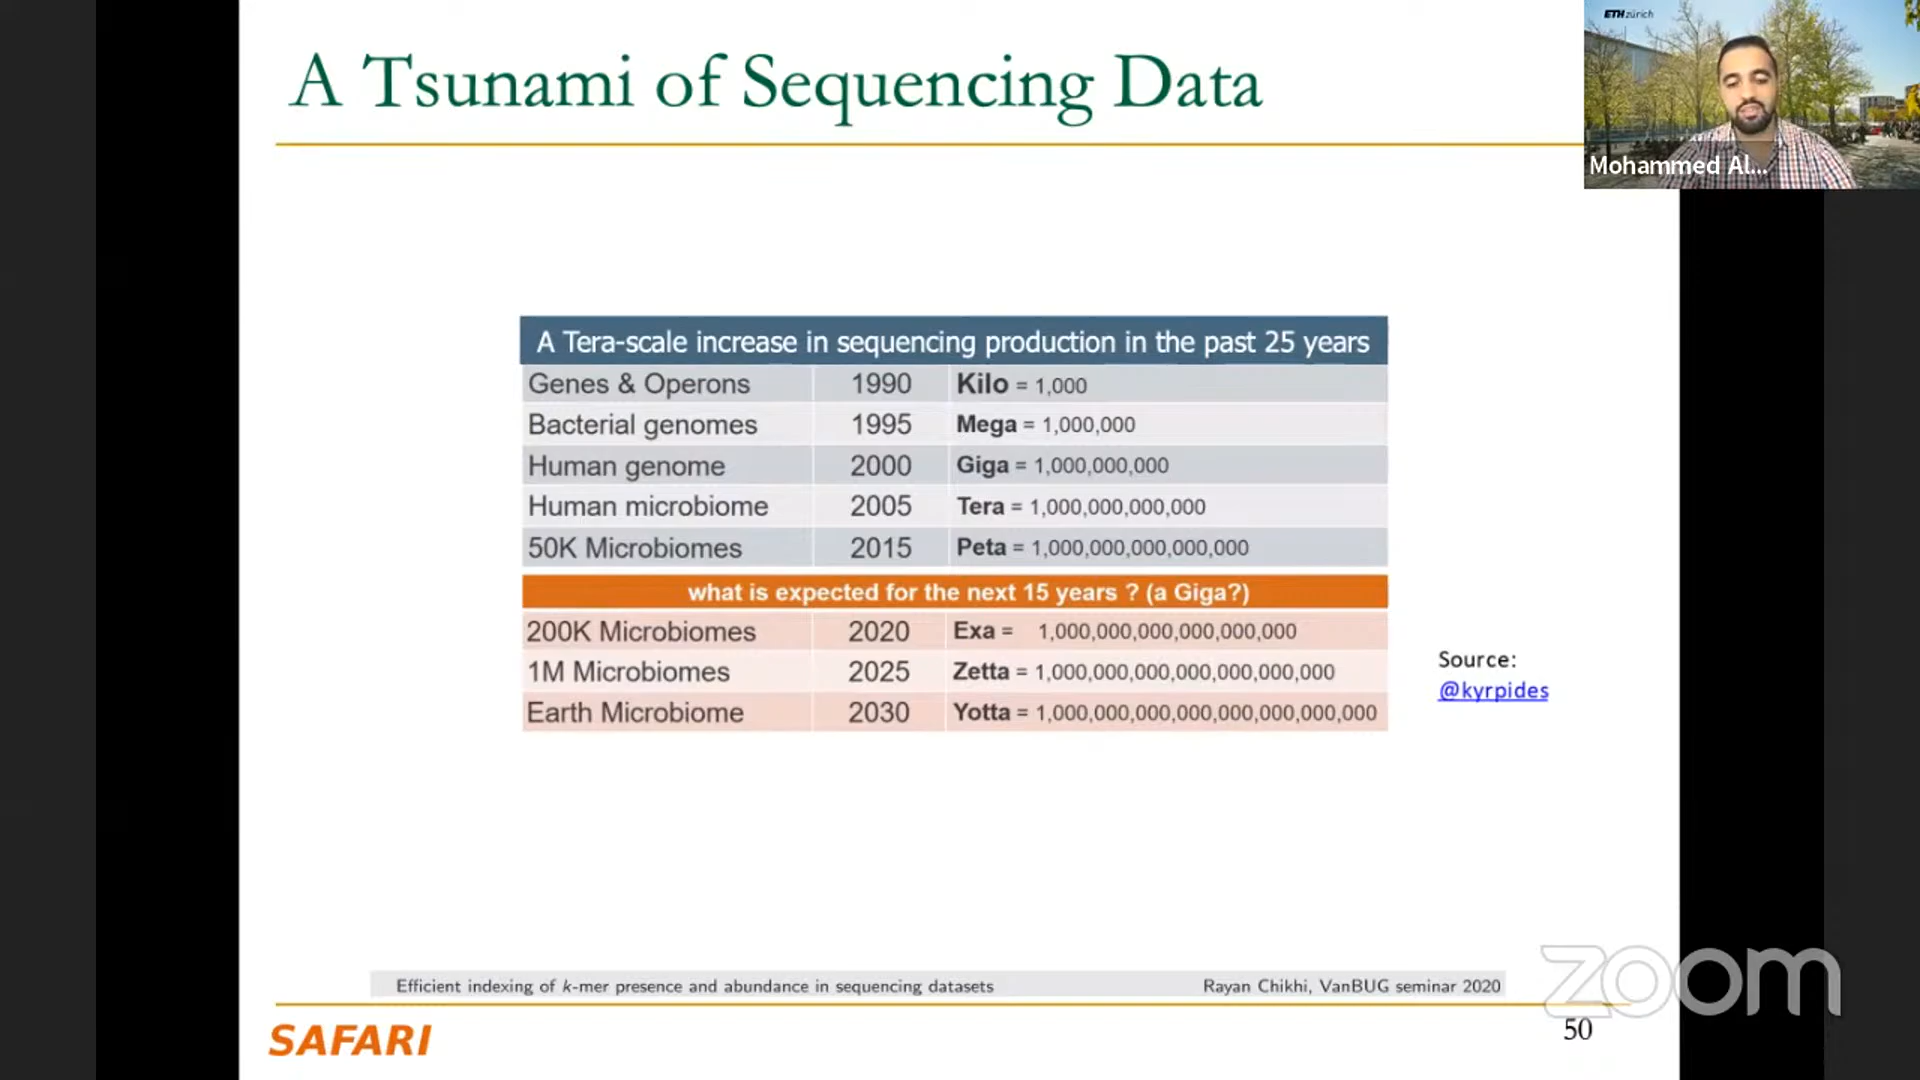 A Tsunami of Sequencing Data
ETH zürich
Mohammed Al...
A Tera-scale increase in sequencing production in the past 25 years
Genes & Operons 1990 Kilo = 1,000
Bacterial genomes 1995 Mega = 1,000,000
Human genome 2000 Giga = 1,000,000,000
Human microbiome 2005 Tera = 1,000,000,000,000
50K Microbiomes 2015 Peta = 1,000,000,000,000,000
what is expected for the next 15 years ? (a Giga?)
200K Microbiomes 2020 Exa = 1,000,000,000,000,000,000
1M Microbiomes 2025 Zetta = 1,000,000,000,000,000,000,000
Earth Microbiome 2030 Yotta = 1,000,000,000,000,000,000,000,000
Source:
@kyrpides
Efficient indexing of k-mer presence and abundance in sequencing datasets Rayan Chikhi, VanBUG seminar 2020
zoom
SAFARI
50